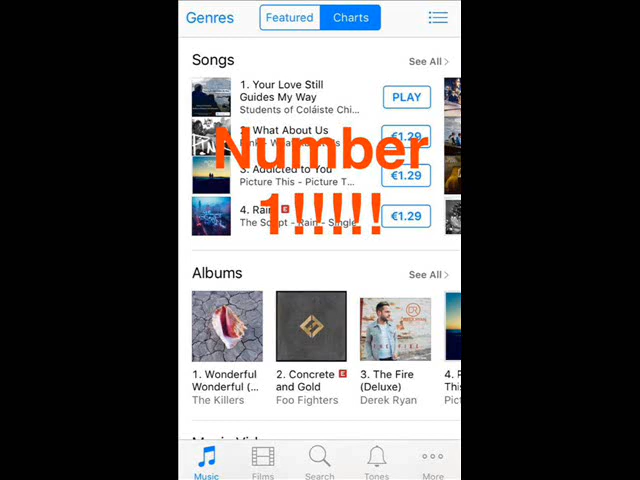 Genres
Featured
Charts
Songs
See All >
1. Your Love Still
Guides My Way
Students of Coláiste Chi...
PLAY
What About Us
€1.29
Number
3. Addicted to You
Picture This - Picture T...
€1.29
4. Rain E
The Script - Rain - Single
€1.29
1!!!!!
Albums
See All >
1. Wonderful
Wonderful (...
The Killers
2. Concrete E
and Gold
Foo Fighters
3. The Fire
(Deluxe)
Derek Ryan
4. P
This
Pict
Music
Films
Search
Tones
More